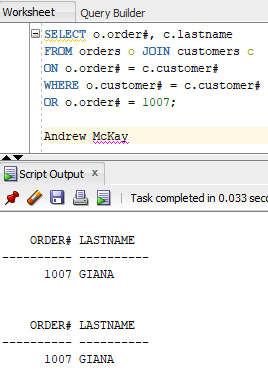 Worksheet Query Builder
SELECT o.order#, c.lastname
FROM orders o JOIN customers c
ON o.order# = c.customer#
WHERE o.customer# = c.customer#
OR o.order# = 1007;
Andrew McKay
Script Output x
Task completed in 0.033 sec
ORDER# LASTNAME
---------- ----------
1007 GIANA
ORDER# LASTNAME
---------- ----------
1007 GIANA